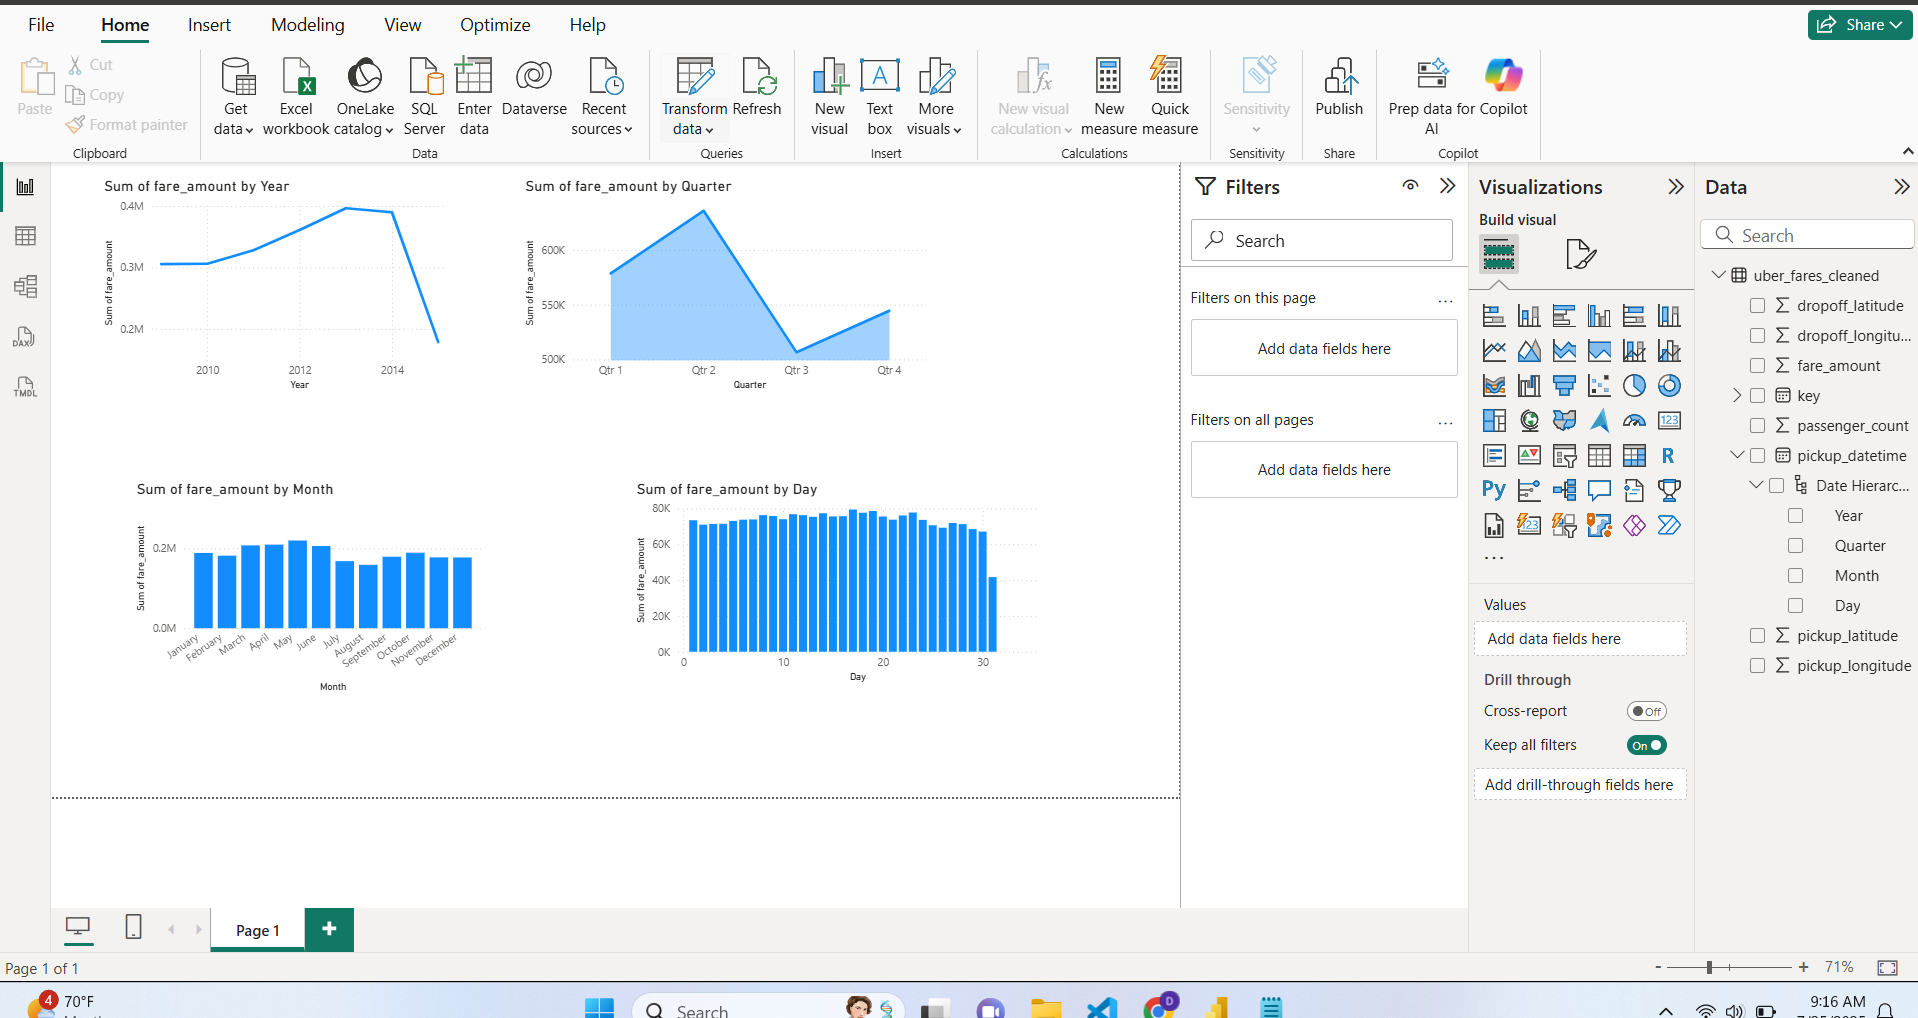 File Home Insert Modeling View Optimize Help Share
Paste
Cut
Copy
Format painter
Clipboard
Get data
Excel workbook
OneLake catalog
SQL Server
Enter data
Dataverse
Recent sources
Data
Transform data
Refresh
Queries
New visual
Text box
More visuals
Insert
New visual calculation
New measure
Quick measure
Calculations
Sensitivity
Sensitivity
Publish
Share
Prep data for AI
Copilot
Copilot
DAX
TMDL
Sum of fare_amount by Year
0.4M
0.3M
0.2M
Sum of fare_amount
2010 2012 2014
Year
Sum of fare_amount by Quarter
600K
550K
500K
Sum of fare_amount
Qtr 1 Qtr 2 Qtr 3 Qtr 4
Quarter
Sum of fare_amount by Month
0.2M
0.0M
Sum of fare_amount
January February March April May June July August September October November December
Month
Sum of fare_amount by Day
80K
60K
40K
20K
0K
Sum of fare_amount
0 10 20 30
Day
Filters
Search
Filters on this page ...
Add data fields here
Filters on all pages ...
Add data fields here
Visualizations
Build visual
123
R
Py
123
...
Values
Add data fields here
Drill through
Cross-report Off
Keep all filters On
Add drill-through fields here
Data
Search
uber_fares_cleaned
dropoff_latitude
dropoff_longitu...
fare_amount
key
passenger_count
pickup_datetime
Date Hierarc...
Year
Quarter
Month
Day
pickup_latitude
pickup_longitude
Page 1 +
Page 1 of 1
- + 71%
4
70°F
Search
D
9:16 AM